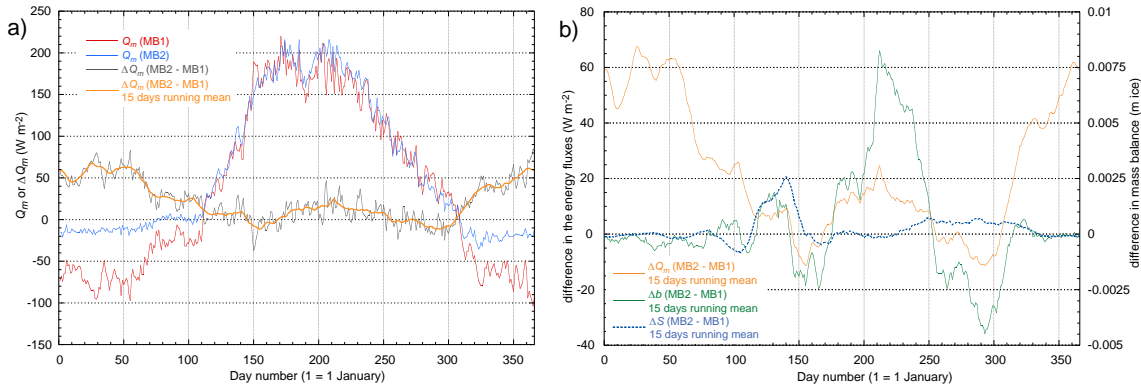 a)
Q_m (MB1)
Q_m (MB2)
ΔQ_m (MB2 - MB1)
ΔQ_m (MB2 - MB1)
15 days running mean
Q_m or ΔQ_m (W m-2)
250
200
150
100
50
0
-50
-100
-150
0 50 100 150 200 250 300 350
Day number (1 = 1 January)
b)
difference in the energy fluxes (W m-2)
80
60
40
20
0
-20
-40
ΔQ_m (MB2 - MB1)
15 days running mean
Δb (MB2 - MB1)
15 days running mean
ΔS (MB2 - MB1)
15 days running mean
0 50 100 150 200 250 300 350
Day number (1 = 1 January)
0.01
0.0075
0.005
0.0025
0
-0.0025
-0.005
difference in mass balance (m ice)